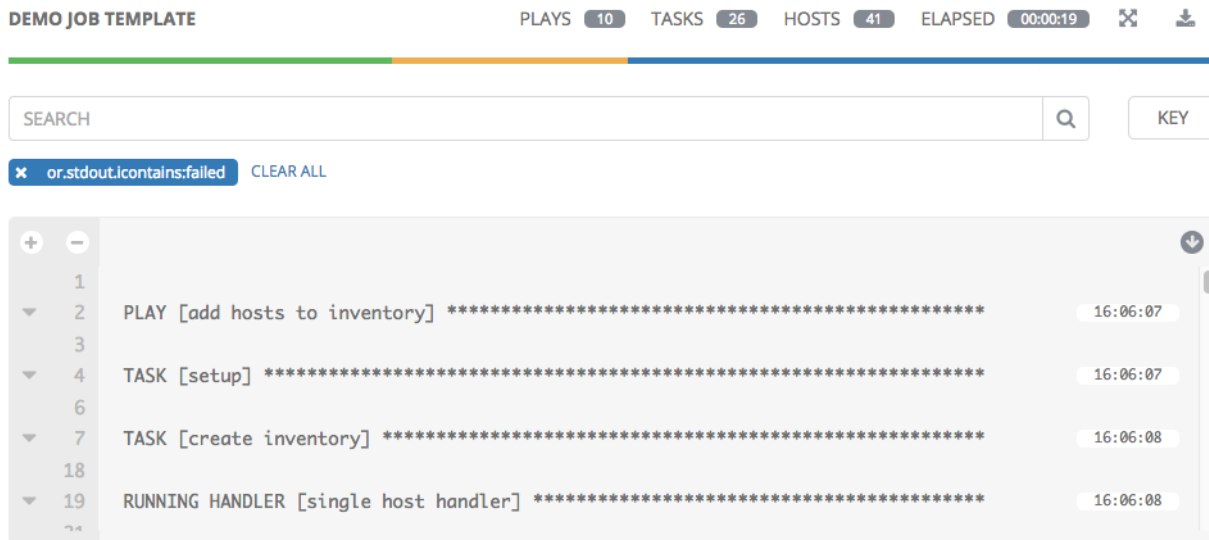 DEMO JOB TEMPLATE PLAYS 10 TASKS 26 HOSTS 41 ELAPSED 00:00:19
SEARCH KEY
× or.stdout.icontains:failed CLEAR ALL
1
2 PLAY [add hosts to inventory] ************************************************** 16:06:07
3
4 TASK [setup] ******************************************************************* 16:06:07
6
7 TASK [create inventory] ******************************************************** 16:06:08
18
19 RUNNING HANDLER [single host handler] ****************************************** 16:06:08